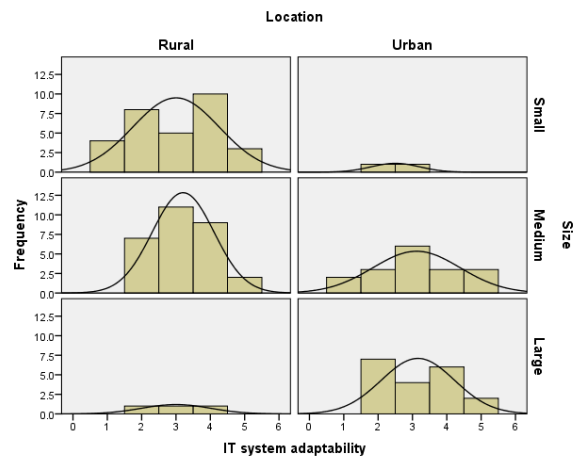 Location
Rural Urban
12.5
10.0
7.5
5.0
2.5
0.0
Small
12.5
10.0
7.5
5.0
2.5
0.0
Medium
12.5
10.0
7.5
5.0
2.5
0.0
Large
Frequency
Size
0 1 2 3 4 5 6 0 1 2 3 4 5 6
IT system adaptability